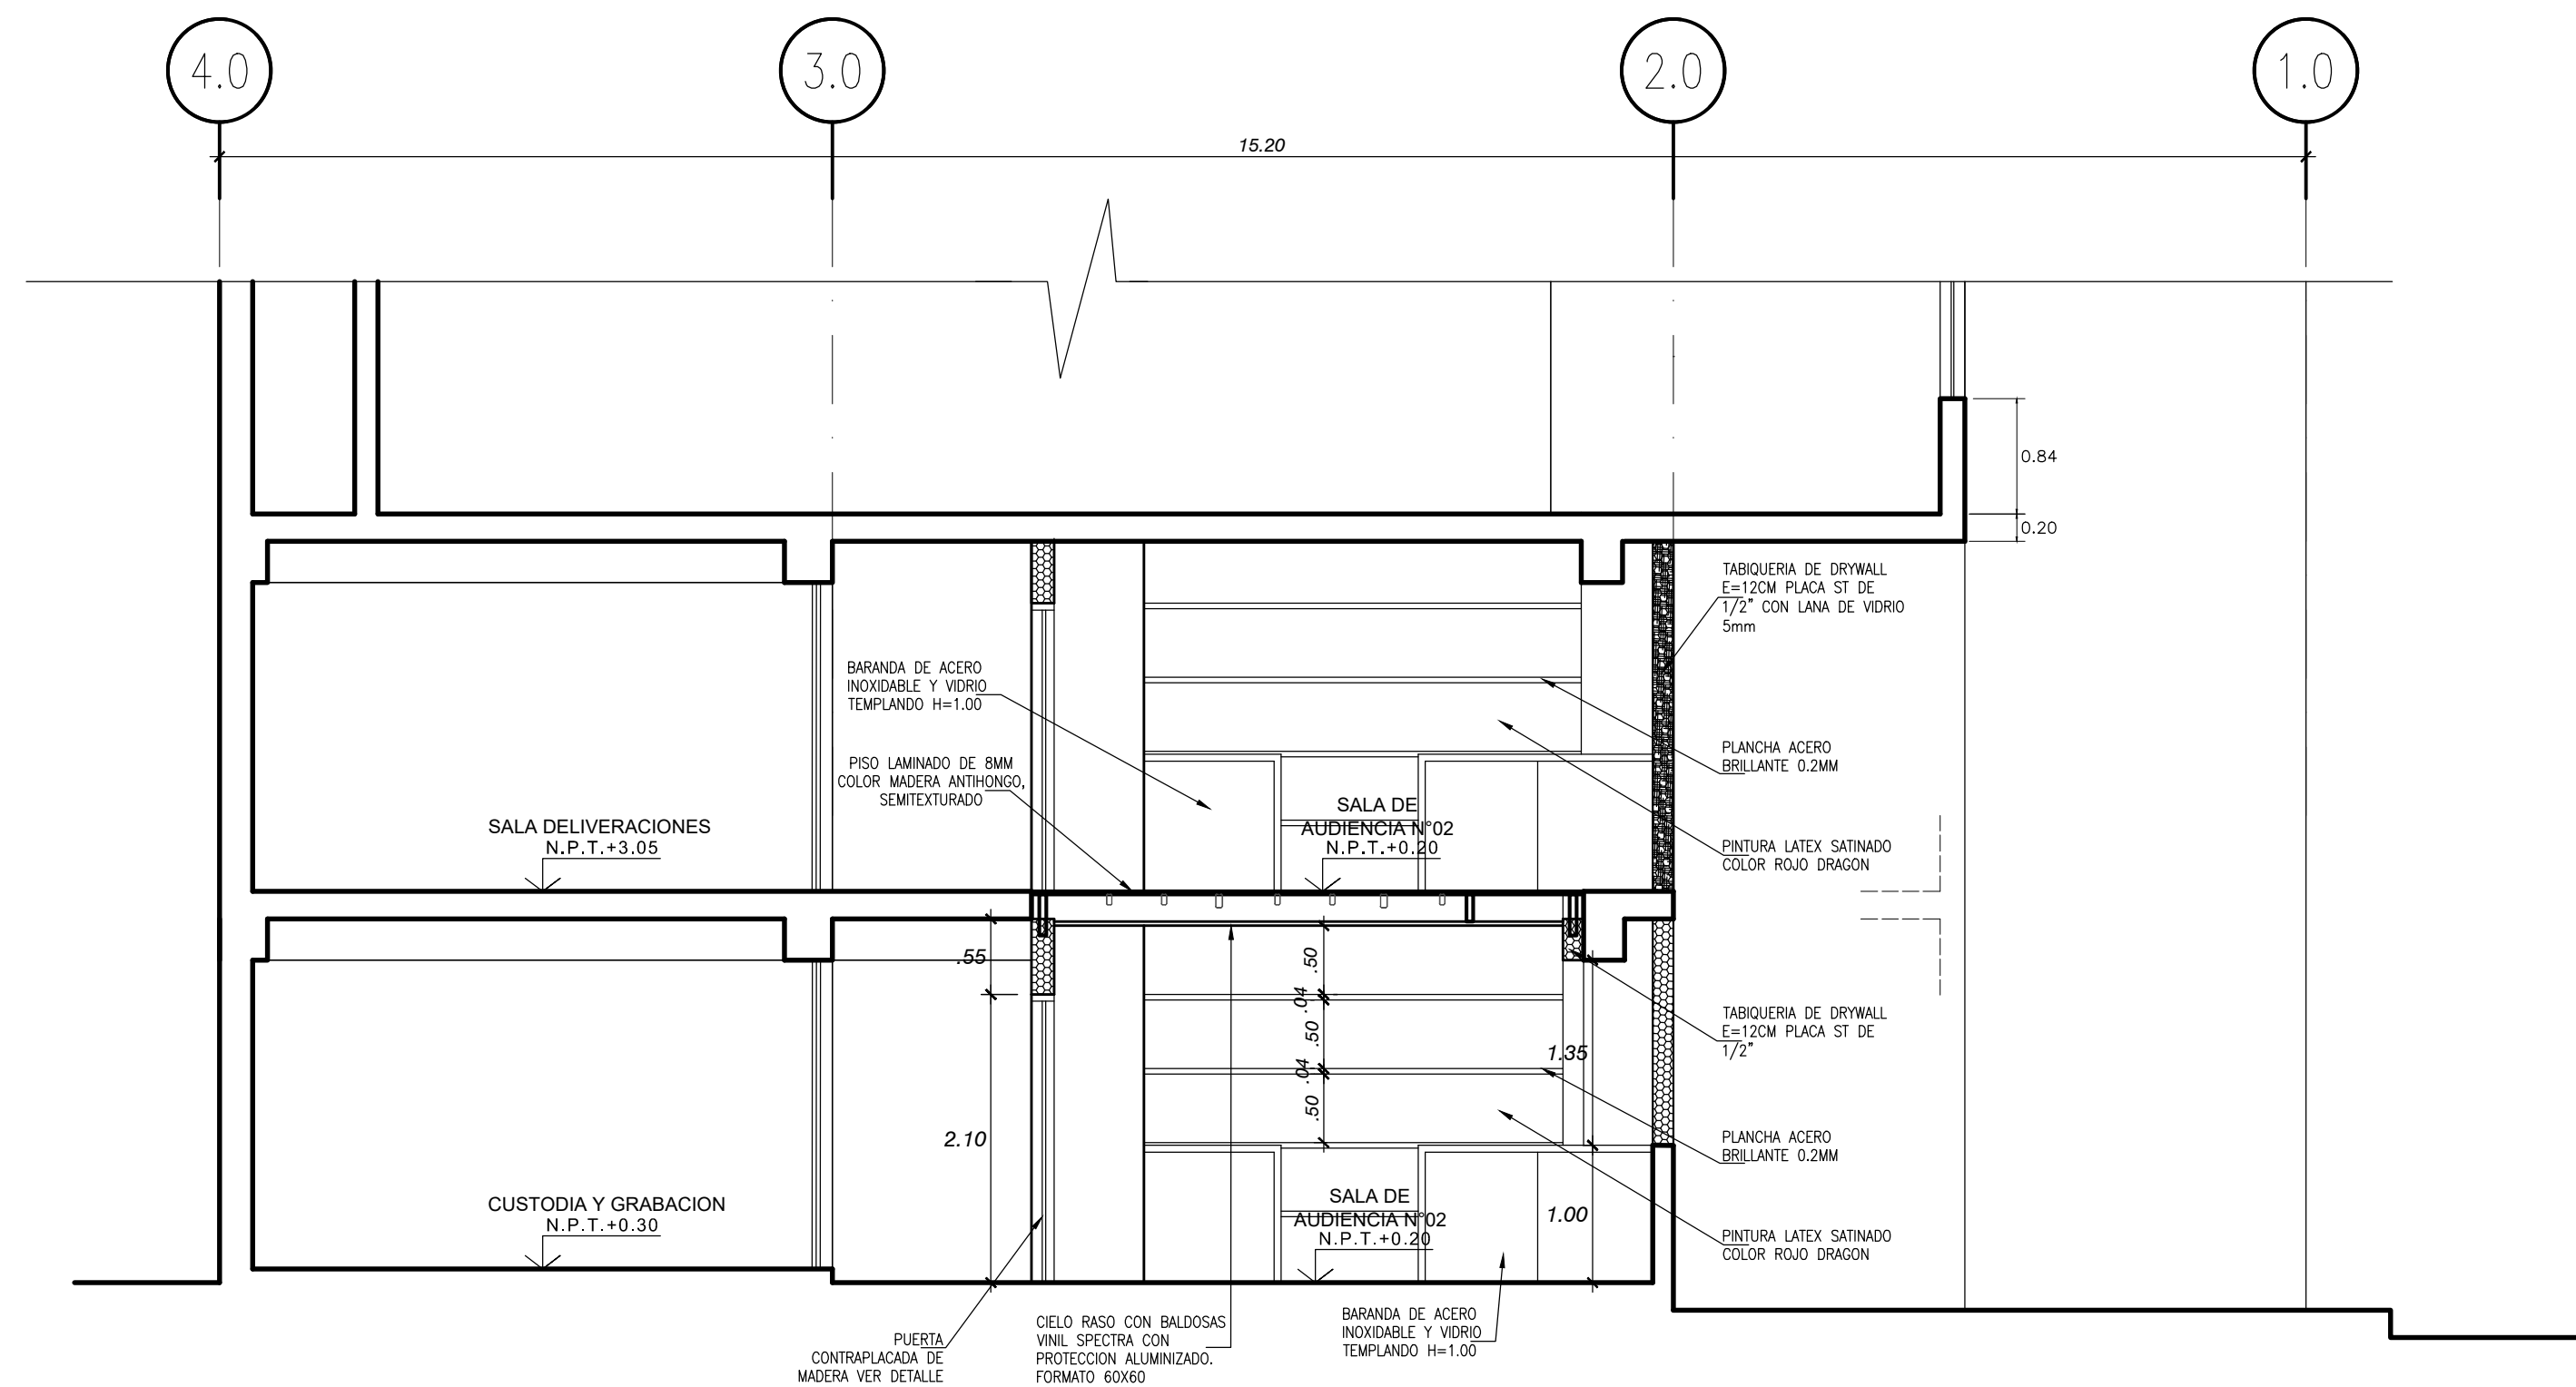 4.0
3.0
2.0
1.0
15.20
0.84
0.20
TABIQUERIA DE DRYWALL
E=12CM PLACA ST DE
1/2" CON LANA DE VIDRIO
5mm
BARANDA DE ACERO
INOXIDABLE Y VIDRIO
TEMPLANDO H=1.00
PISO LAMINADO DE 8MM
COLOR MADERA ANTIHONGO,
SEMITEXTURADO
PLANCHA ACERO
BRILLANTE 0.2MM
SALA DELIVERACIONES
N.P.T.+3.05
SALA DE
AUDIENCIA N°02
N.P.T.+0.20
PINTURA LATEX SATINADO
COLOR ROJO DRAGON
.55
.50
.04
.50
.04
.50
1.35
TABIQUERIA DE DRYWALL
E=12CM PLACA ST DE
1/2"
2.10
PLANCHA ACERO
BRILLANTE 0.2MM
CUSTODIA Y GRABACION
N.P.T.+0.30
SALA DE
AUDIENCIA N°02
N.P.T.+0.20
1.00
PINTURA LATEX SATINADO
COLOR ROJO DRAGON
PUERTA
CONTRAPLACADA DE
MADERA VER DETALLE
CIELO RASO CON BALDOSAS
VINIL SPECTRA CON
PROTECCION ALUMINIZADO.
FORMATO 60X60
BARANDA DE ACERO
INOXIDABLE Y VIDRIO
TEMPLANDO H=1.00